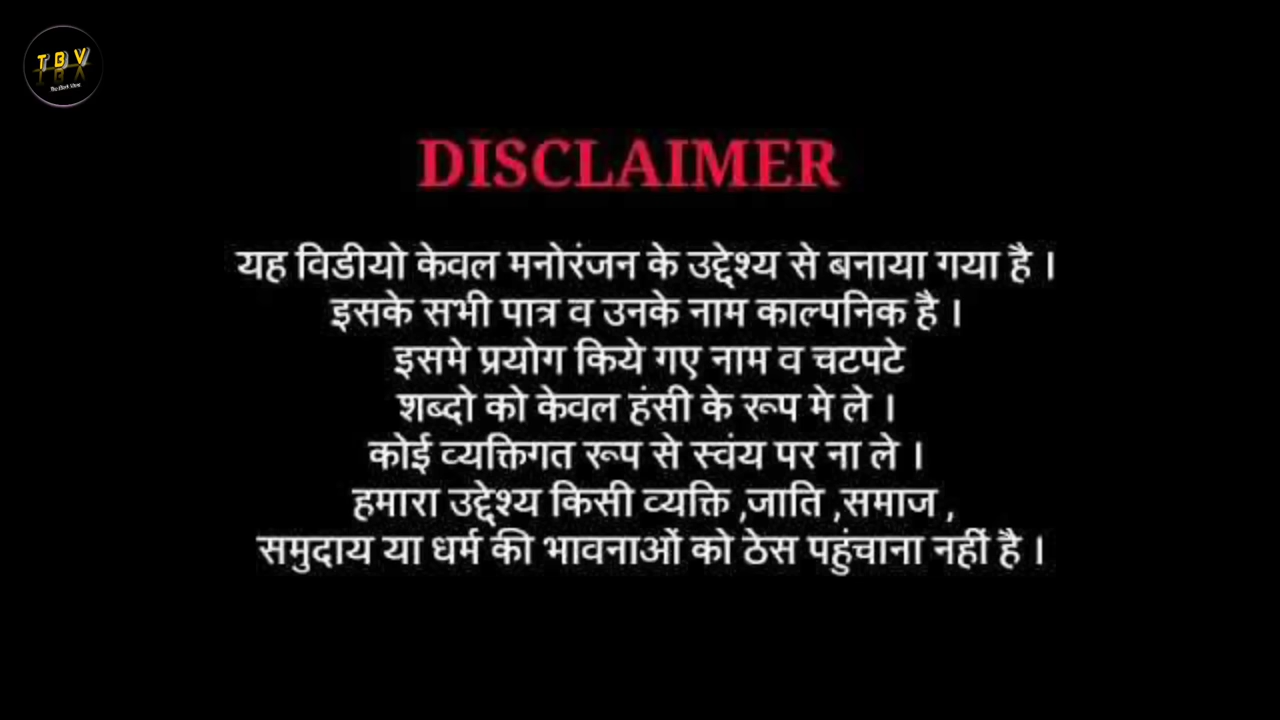 TBV
DISCLAIMER
यह विडीयो केवल मनोरंजन के उद्देश्य से बनाया गया है ।
इसके सभी पात्र व उनके नाम काल्पनिक है ।
इसमे प्रयोग किये गए नाम व चटपटे
शब्दो को केवल हंसी के रूप मे ले ।
कोई व्यक्तिगत रूप से स्वंय पर ना ले ।
हमारा उद्देश्य किसी व्यक्ति ,जाति ,समाज ,
समुदाय या धर्म की भावनाओं को ठेस पहुंचाना नहीं है ।